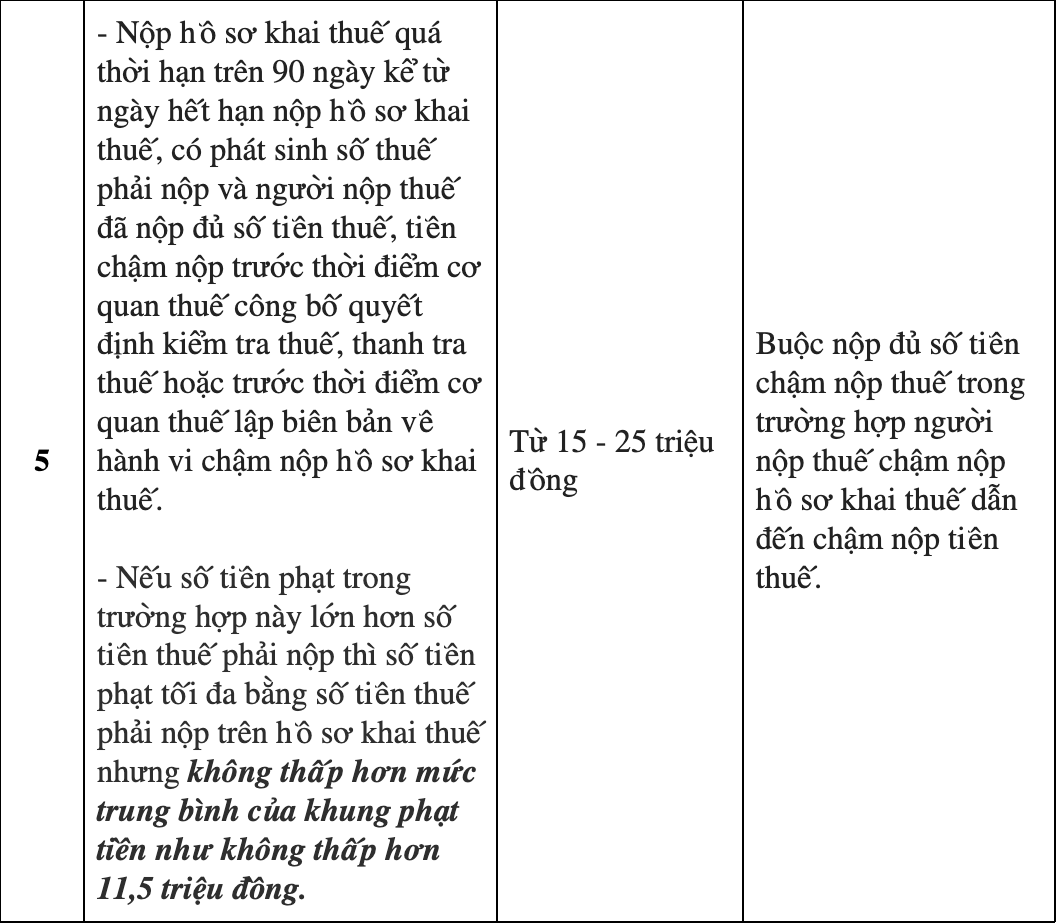 - Nộp hồ sơ khai thuế quá
thời hạn trên 90 ngày kể từ
ngày hết hạn nộp hồ sơ khai
thuế, có phát sinh số thuế
phải nộp và người nộp thuế
đã nộp đủ số tiền thuế, tiền
chậm nộp trước thời điểm cơ
quan thuế công bố quyết
định kiểm tra thuế, thanh tra
thuế hoặc trước thời điểm cơ
quan thuế lập biên bản về
hành vi chậm nộp hồ sơ khai
thuế.
- Nếu số tiền phạt trong
trường hợp này lớn hơn số
tiền thuế phải nộp thì số tiền
phạt tối đa bằng số tiền thuế
phải nộp trên hồ sơ khai thuế
nhưng không thấp hơn mức
trung bình của khung phạt
tiền như không thấp hơn
11,5 triệu đồng.
5
Từ 15 - 25 triệu
đồng
Buộc nộp đủ số tiền
chậm nộp thuế trong
trường hợp người
nộp thuế chậm nộp
hồ sơ khai thuế dẫn
đến chậm nộp tiền
thuế.